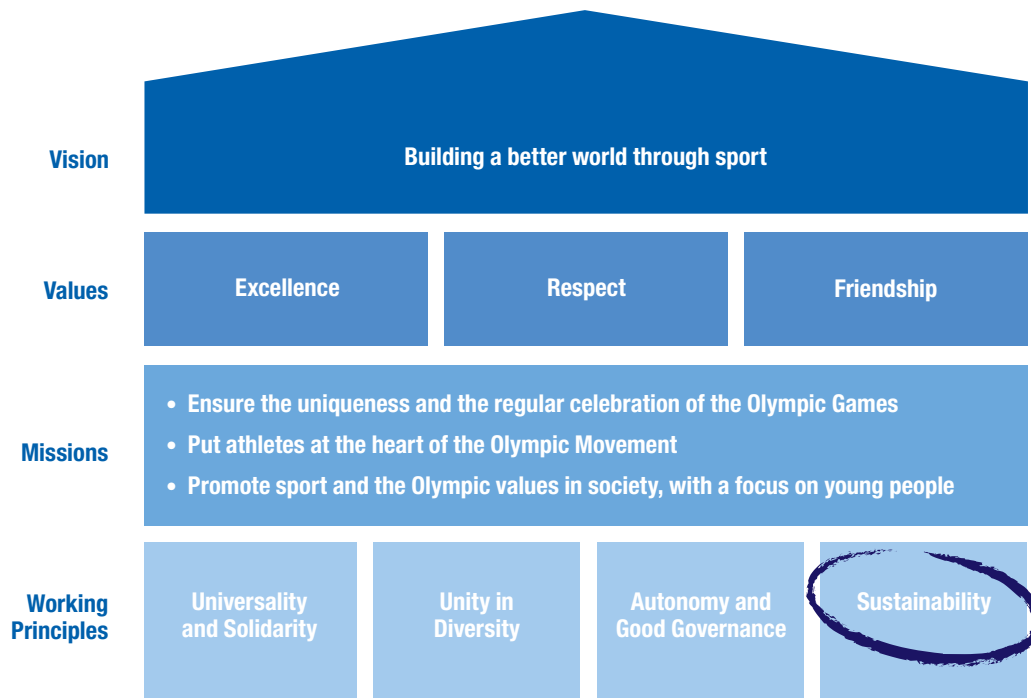 Vision
Building a better world through sport
Values
Excellence
Respect
Friendship
Missions
• Ensure the uniqueness and the regular celebration of the Olympic Games
• Put athletes at the heart of the Olympic Movement
• Promote sport and the Olympic values in society, with a focus on young people
Working
Principles
Universality
and Solidarity
Unity in
Diversity
Autonomy and
Good Governance
Sustainability